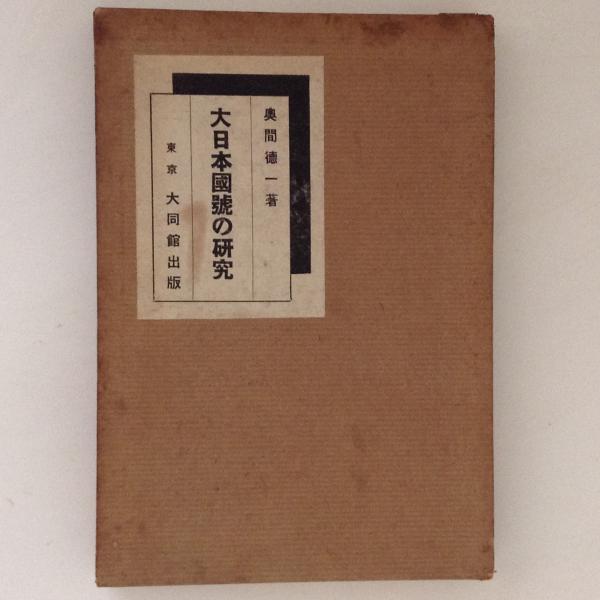 奥間德一著
大日本國號の研究
東京 大同館出版